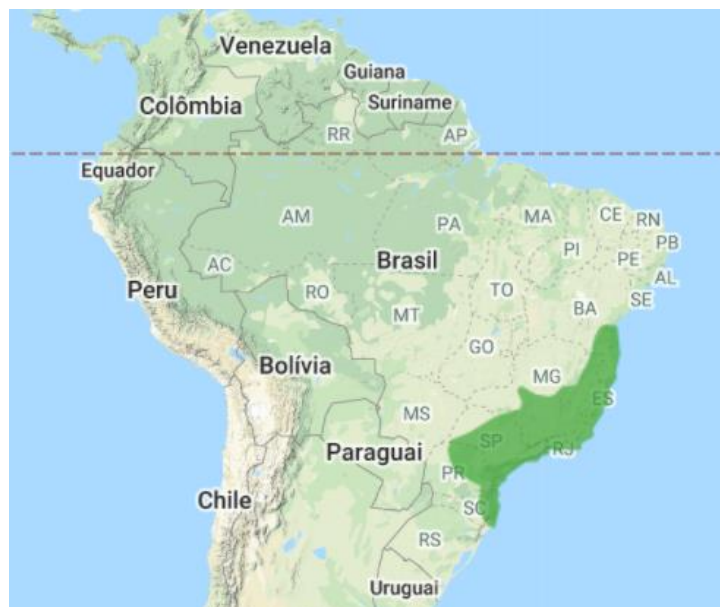 Venezuela
Guiana
Suriname
Colômbia
RR
AP
Equador
AM
PA
MA
CE
RN
PB
PI
PE
AL
Brasil
AC
SE
Peru
RO
TO
BA
MT
GO
Bolívia
MG
ES
MS
SP
RJ
Paraguai
PR
Chile
SC
RS
Uruguai